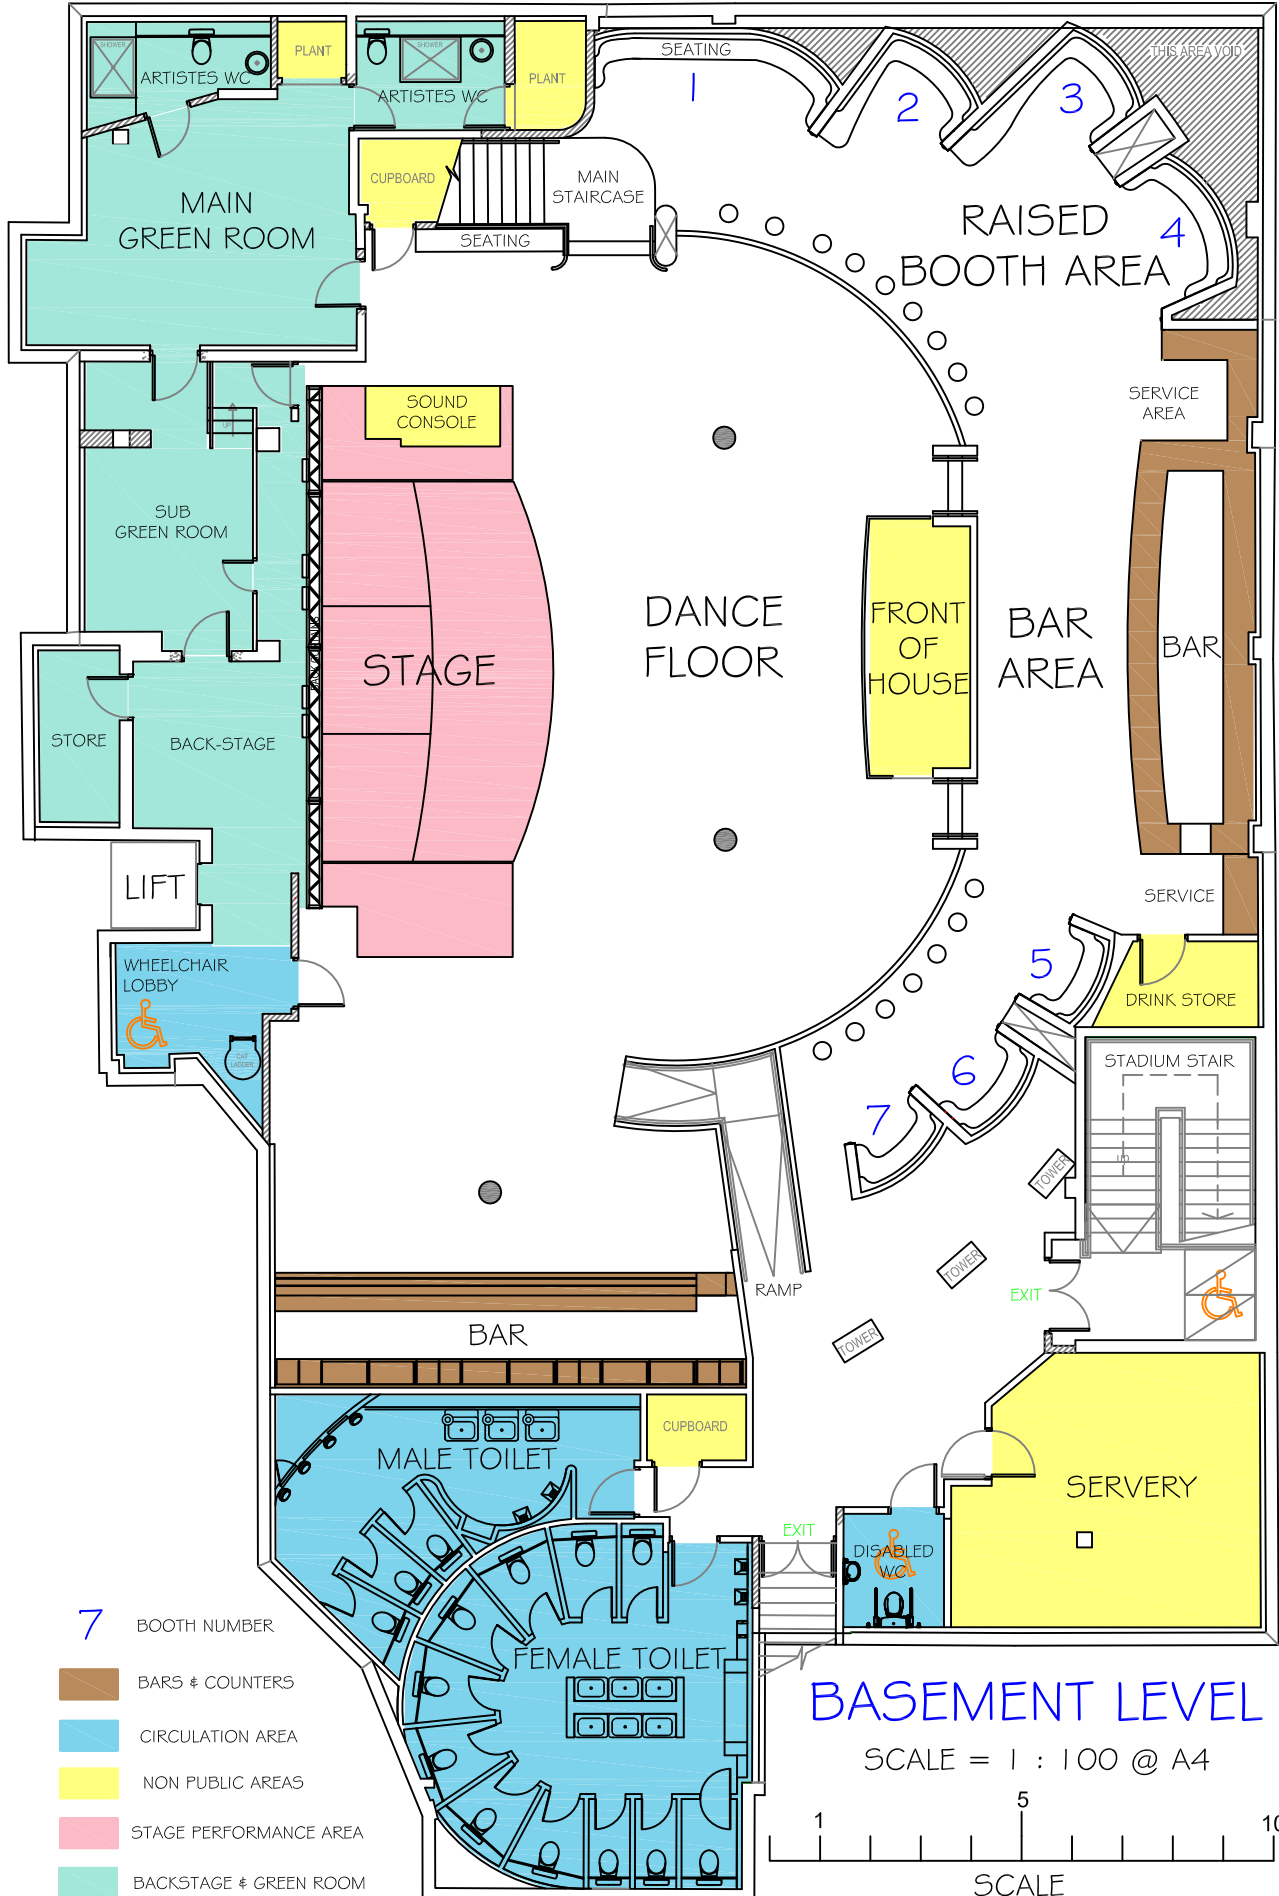 SHOWER
ARTISTES WC
PLANT
SHOWER
ARTISTES WC
PLANT
SEATING
1
2
3
THIS AREA VOID
4
CUPBOARD
MAIN
STAIRCASE
SEATING
MAIN
GREEN ROOM
RAISED
BOOTH AREA
SERVICE
AREA
SOUND
CONSOLE
UP
SUB
GREEN ROOM
STAGE
DANCE
FLOOR
FRONT
OF
HOUSE
BAR
AREA
BAR
STORE
BACK-STAGE
LIFT
SERVICE
WHEELCHAIR
LOBBY
CAT
LADDER
5
DRINK STORE
6
7
STADIUM STAIR
UP
TOWER
TOWER
TOWER
RAMP
EXIT
BAR
MALE TOILET
CUPBOARD
SERVERY
EXIT
DISABLED
WC
FEMALE TOILET
7 BOOTH NUMBER
BARS & COUNTERS
CIRCULATION AREA
NON PUBLIC AREAS
STAGE PERFORMANCE AREA
BACKSTAGE & GREEN ROOM
BASEMENT LEVEL
SCALE = 1 : 100 @ A4
1 5 10
SCALE